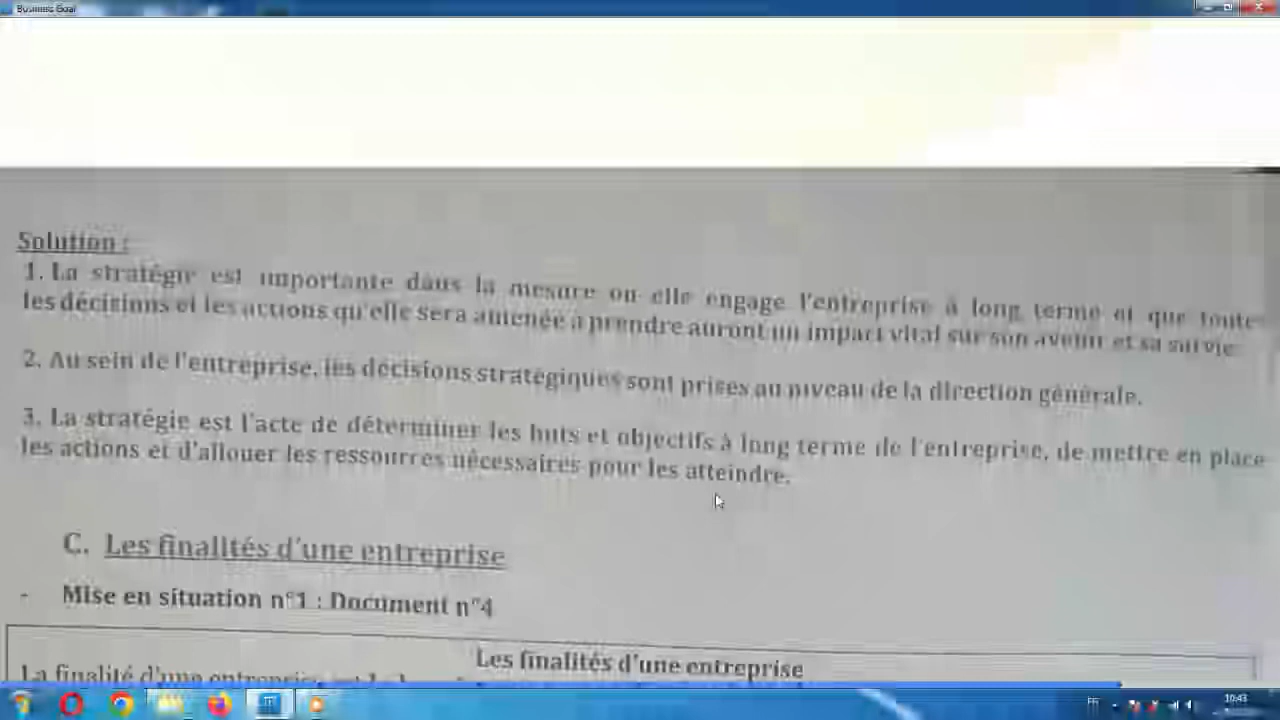 Business Goal
Solution :
1. La stratégie est importante dans la mesure ou elle engage l'entreprise à long terme et que toute
les décisions et les actions qu'elle sera amenée à prendre auront un impact vital sur son avenir et sa survie
2. Au sein de l'entreprise, les décisions stratégiques sont prises au niveau de la direction générale.
3. La stratégie est l'acte de déterminer les buts et objectifs à long terme de l'entreprise, de mettre en place
les actions et d'allouer les ressources nécessaires pour les atteindre.
C. Les finalités d'une entreprise
- Mise en situation n°1 : Document n°4
Les finalités d'une entreprise
La finalité d'une entreprise est
FR
10:43